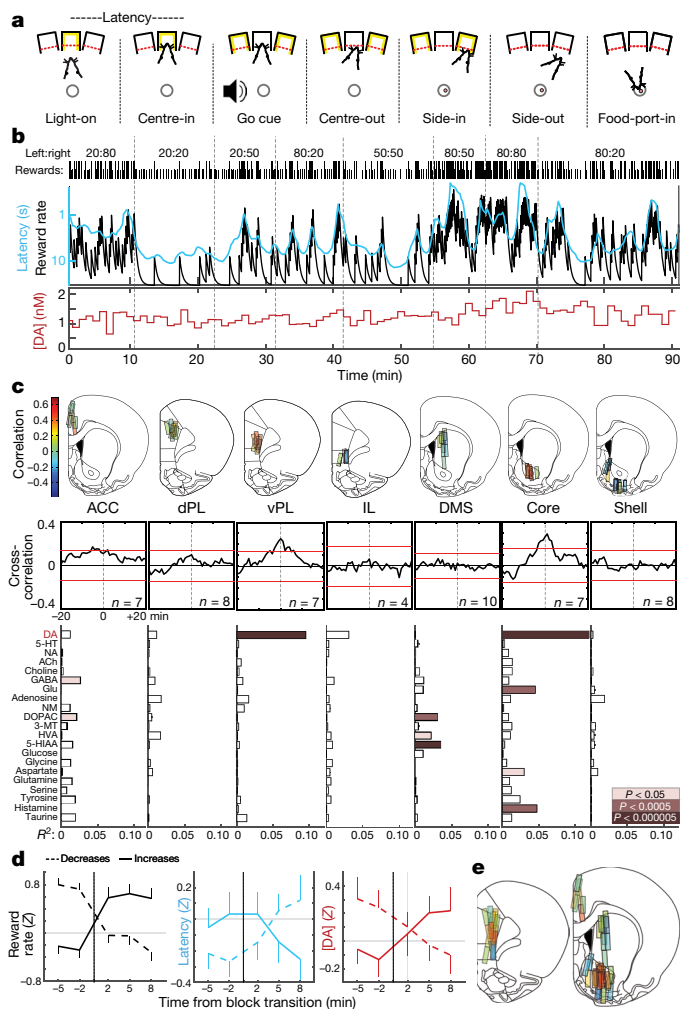 a
------Latency------
Light-on
Centre-in
Go cue
Centre-out
Side-in
Side-out
Food-port-in
b
Left:right 20:80 20:20 20:50 80:20 50:50 80:50 80:80 80:20
Rewards:
Latency (s)
Reward rate
1
10
[DA] (nM)
2
1
0
0 10 20 30 40 50 60 70 80 90
Time (min)
c
Correlation
0.6
0.4
0.2
0
−0.2
−0.4
ACC dPL vPL IL DMS Core Shell
Cross-correlation
0.4
0
−0.4
n = 7 n = 8 n = 7 n = 4 n = 10 n = 7 n = 8
−20 0 +20 min
DA
5-HT
NA
ACh
Choline
GABA
Glu
Adenosine
NM
DOPAC
3-MT
HVA
5-HIAA
Glucose
Glycine
Aspartate
Glutamine
Serine
Tyrosine
Histamine
Taurine
P < 0.05
P < 0.0005
P < 0.000005
R²: 0 0.05 0.10 0 0.05 0.10 0 0.05 0.10 0 0.05 0.10 0 0.05 0.10 0 0.05 0.10 0 0.05 0.10
d
Decreases Increases
Reward rate (Z)
0.8
−0.8
Latency (Z)
0.4
−0.4
[DA] (Z)
0.4
−0.2
−5 −2 2 5 8 −5 −2 2 5 8 −5 −2 2 5 8
Time from block transition (min)
e